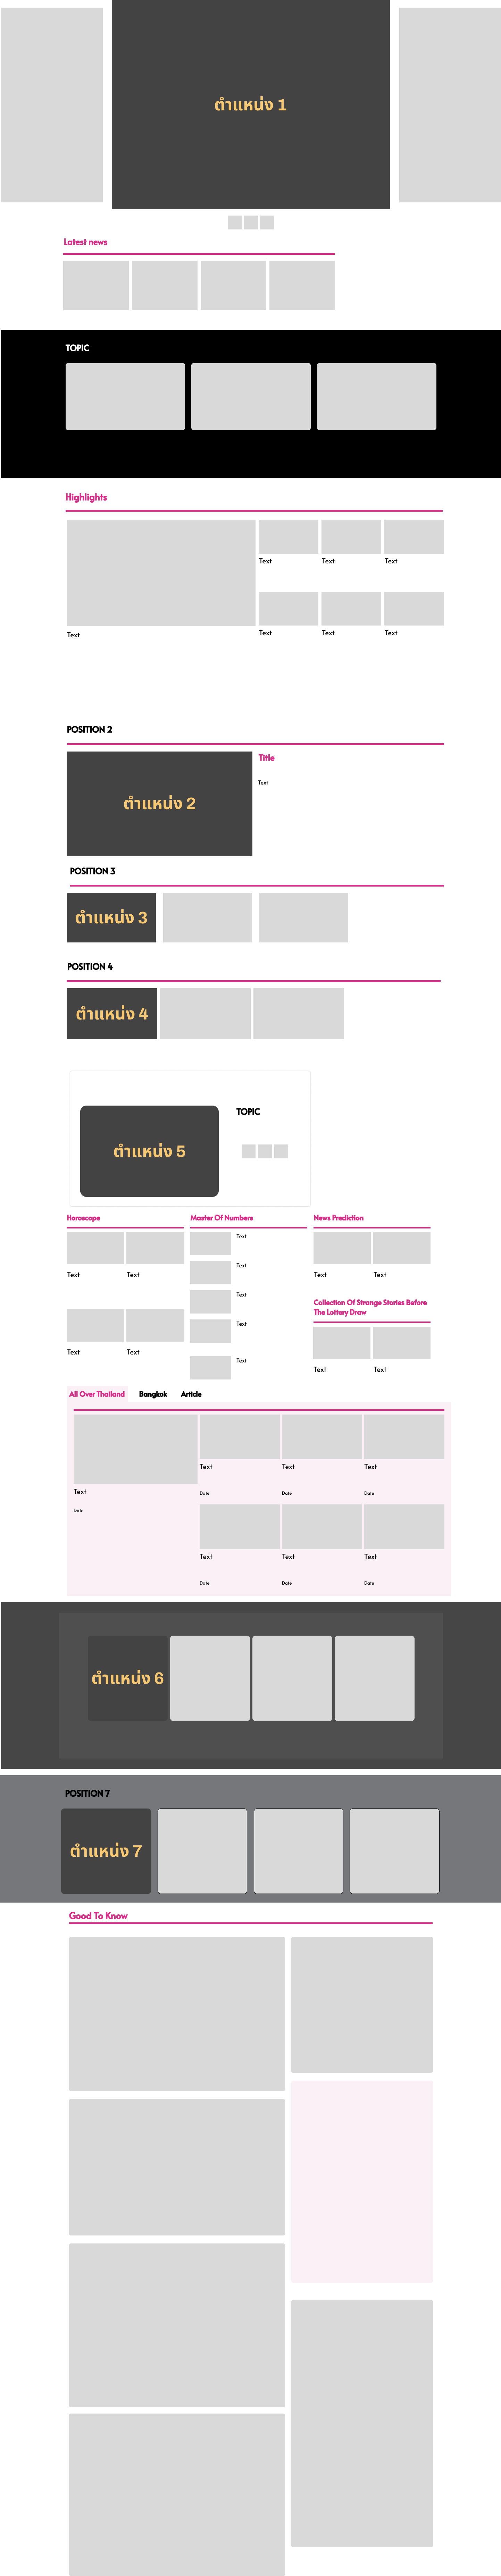 ตำแหน่ง 1
Latest news
TOPIC
Highlights
Text Text Text
Text Text Text
Text
POSITION 2
Title
Text
ตำแหน่ง 2
POSITION 3
ตำแหน่ง 3
POSITION 4
ตำแหน่ง 4
TOPIC
ตำแหน่ง 5
Horoscope
Text Text
Text Text
Master Of Numbers
Text
Text
Text
Text
Text
News Prediction
Text Text
Collection Of Strange Stories Before
The Lottery Draw
Text Text
All Over Thailand Bangkok Article
Text
Date
Text Text Text
Date Date Date
Text Text Text
Date Date Date
ตำแหน่ง 6
POSITION 7
ตำแหน่ง 7
Good To Know